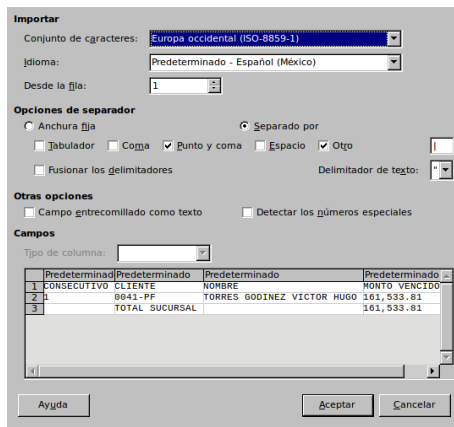 Importar
Conjunto de caracteres: Europa occidental (ISO-8859-1)
Idioma: Predeterminado - Español (México)
Desde la fila: 1
Opciones de separador
Anchura fija Separado por
Tabulador Coma Punto y coma Espacio Otro |
Fusionar los delimitadores Delimitador de texto: "
Otras opciones
Campo entrecomillado como texto Detectar los números especiales
Campos
Tipo de columna:
Predeterminad Predeterminado Predeterminado Predeterminado
1 CONSECUTIVO CLIENTE NOMBRE MONTO VENCIDO
2 1 0041-PF TORRES GODINEZ VICTOR HUGO 161,533.81
3 TOTAL SUCURSAL 161,533.81
Ayuda Aceptar Cancelar